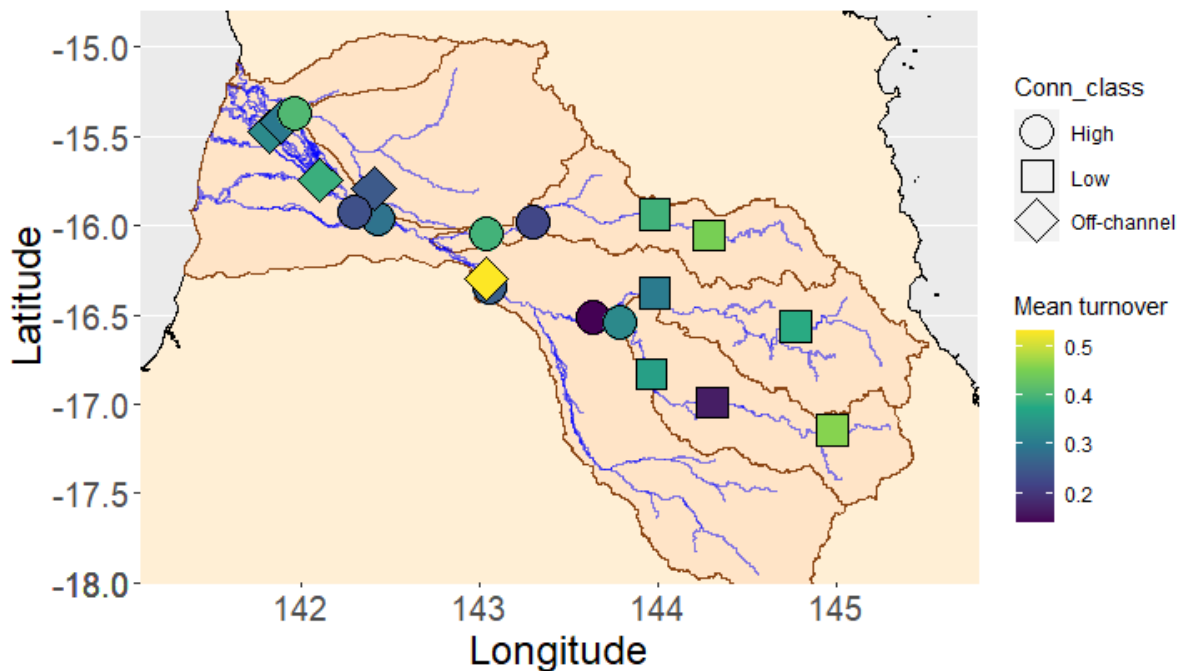 -15.0
-15.5
-16.0
-16.5
-17.0
-17.5
-18.0
Latitude
142
143
144
145
Longitude
Conn_class
High
Low
Off-channel
Mean turnover
0.5
0.4
0.3
0.2